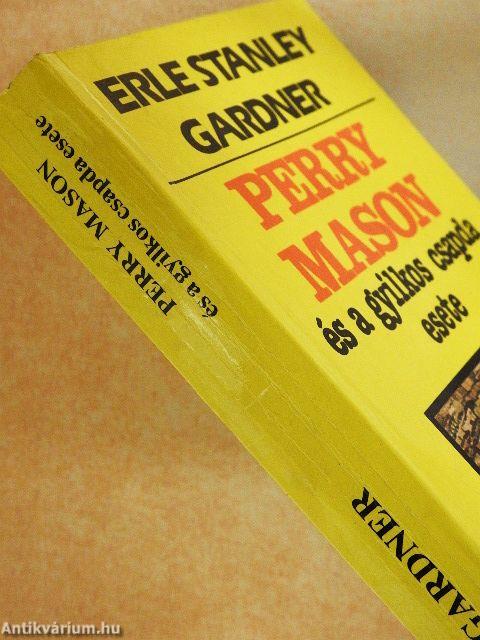 ERLE STANLEY
GARDNER
PERRY
MASON
és a gyilkos csapda
esete
PERRY MASON
és a gyilkos csapda esete
GARDNER
Antikvárium.hu